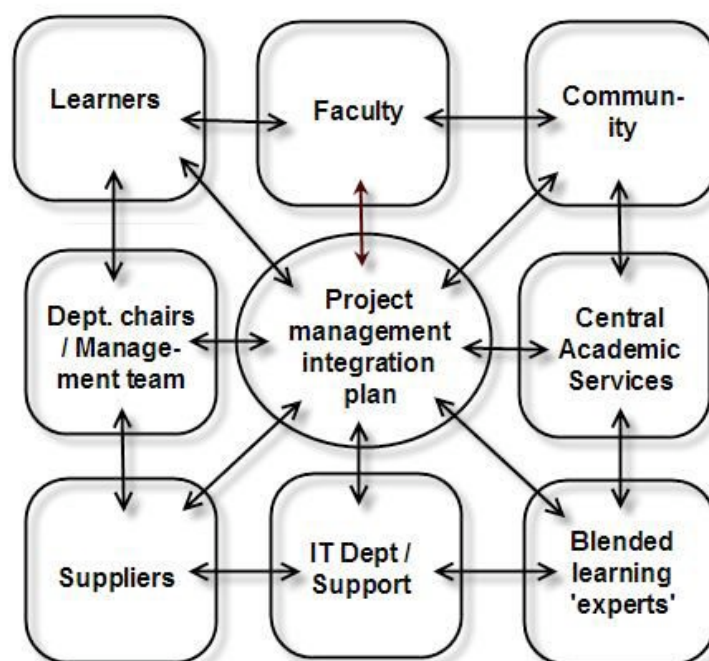 Learners
Faculty
Commun-
ity
Dept. chairs
/ Manage-
ment team
Project
management
integration
plan
Central
Academic
Services
Suppliers
IT Dept /
Support
Blended
learning
'experts'